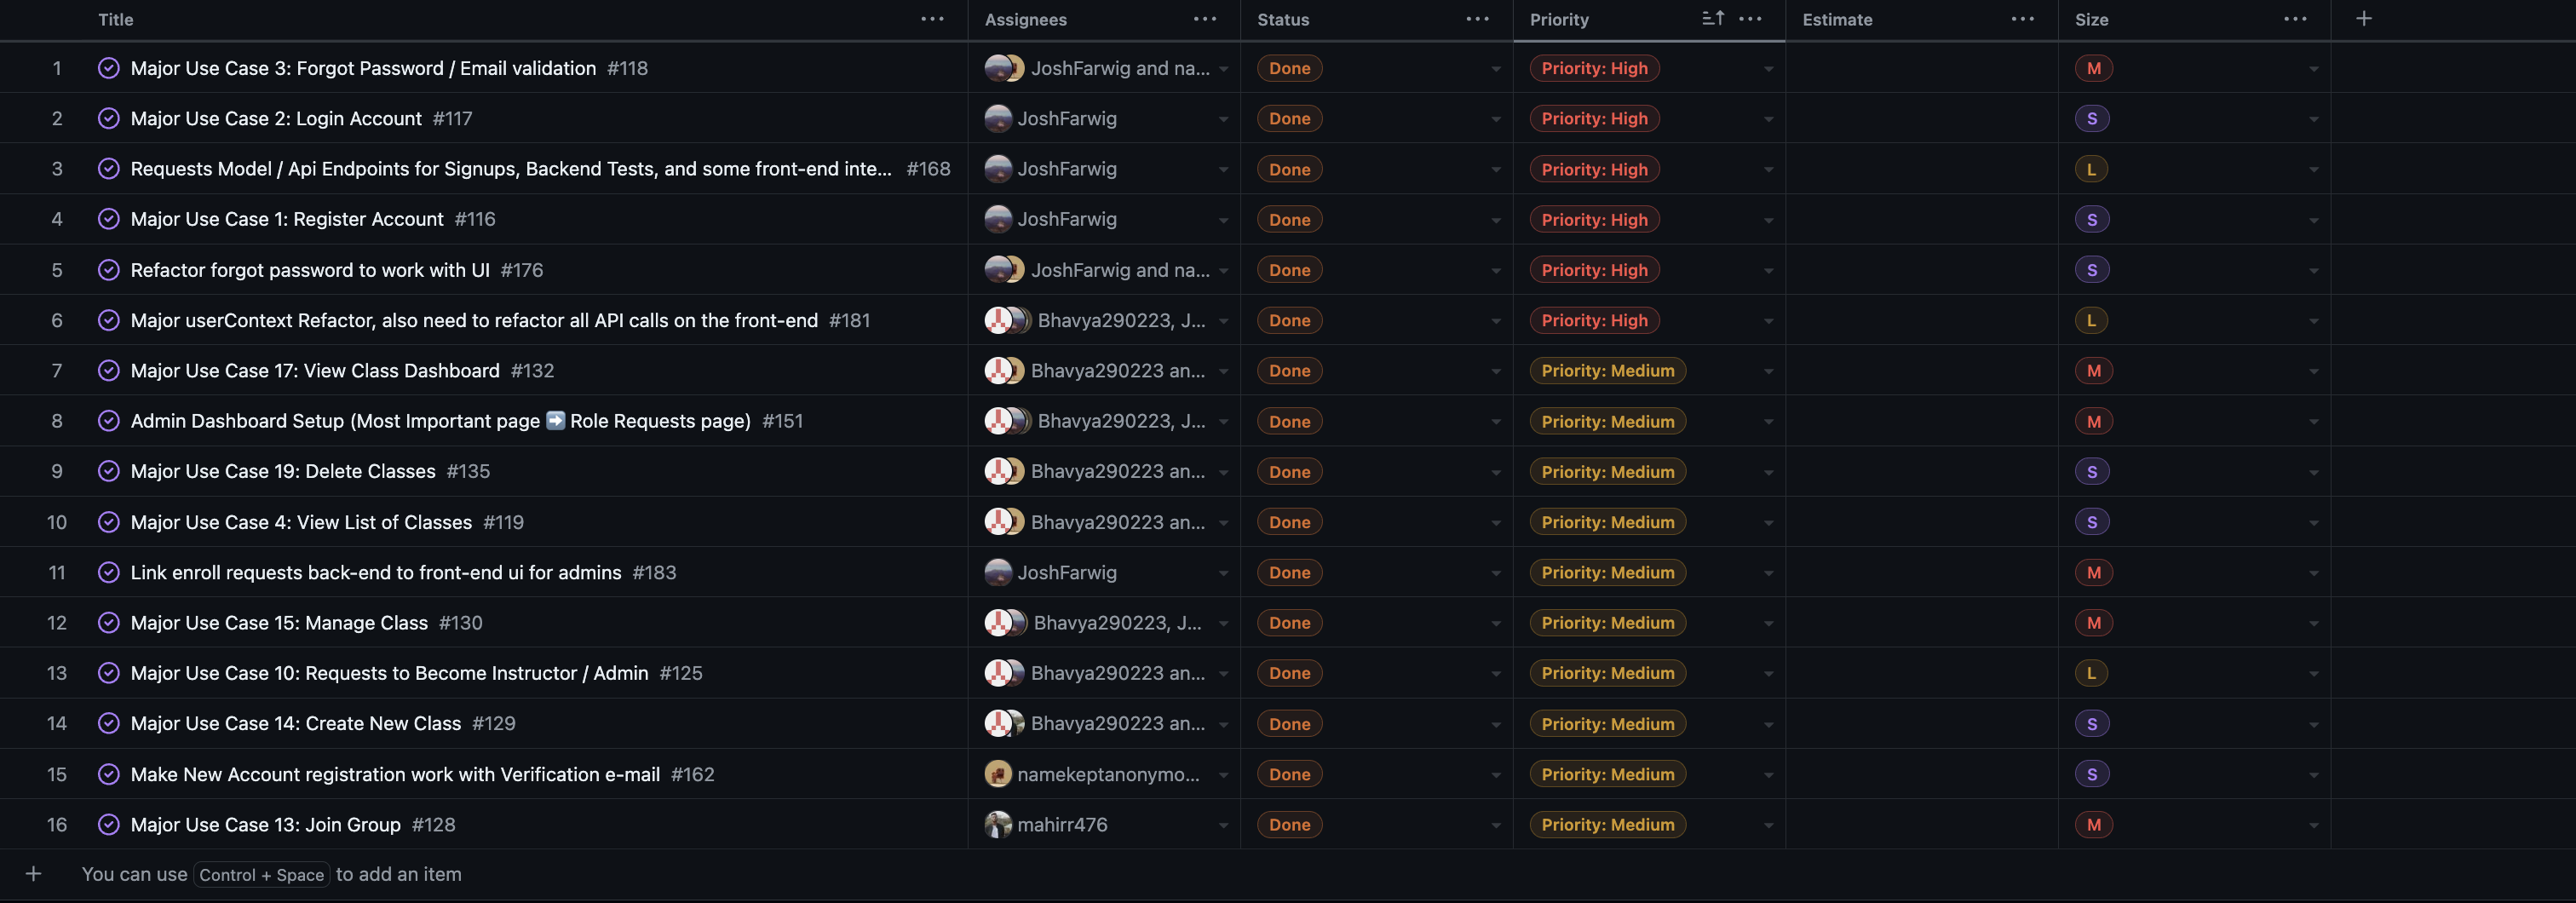 Title Assignees Status Priority Estimate Size
1 Major Use Case 3: Forgot Password / Email validation #118 JoshFarwig and na... Done Priority: High M
2 Major Use Case 2: Login Account #117 JoshFarwig Done Priority: High S
3 Requests Model / Api Endpoints for Signups, Backend Tests, and some front-end inte... #168 JoshFarwig Done Priority: High L
4 Major Use Case 1: Register Account #116 JoshFarwig Done Priority: High S
5 Refactor forgot password to work with UI #176 JoshFarwig and na... Done Priority: High S
6 Major userContext Refactor, also need to refactor all API calls on the front-end #181 Bhavya290223, J... Done Priority: High L
7 Major Use Case 17: View Class Dashboard #132 Bhavya290223 an... Done Priority: Medium M
8 Admin Dashboard Setup (Most Important page ➡️ Role Requests page) #151 Bhavya290223, J... Done Priority: Medium M
9 Major Use Case 19: Delete Classes #135 Bhavya290223 an... Done Priority: Medium S
10 Major Use Case 4: View List of Classes #119 Bhavya290223 an... Done Priority: Medium S
11 Link enroll requests back-end to front-end ui for admins #183 JoshFarwig Done Priority: Medium M
12 Major Use Case 15: Manage Class #130 Bhavya290223, J... Done Priority: Medium M
13 Major Use Case 10: Requests to Become Instructor / Admin #125 Bhavya290223 an... Done Priority: Medium L
14 Major Use Case 14: Create New Class #129 Bhavya290223 an... Done Priority: Medium S
15 Make New Account registration work with Verification e-mail #162 namekeptanonymo... Done Priority: Medium S
16 Major Use Case 13: Join Group #128 mahirr476 Done Priority: Medium M
You can use Control + Space to add an item